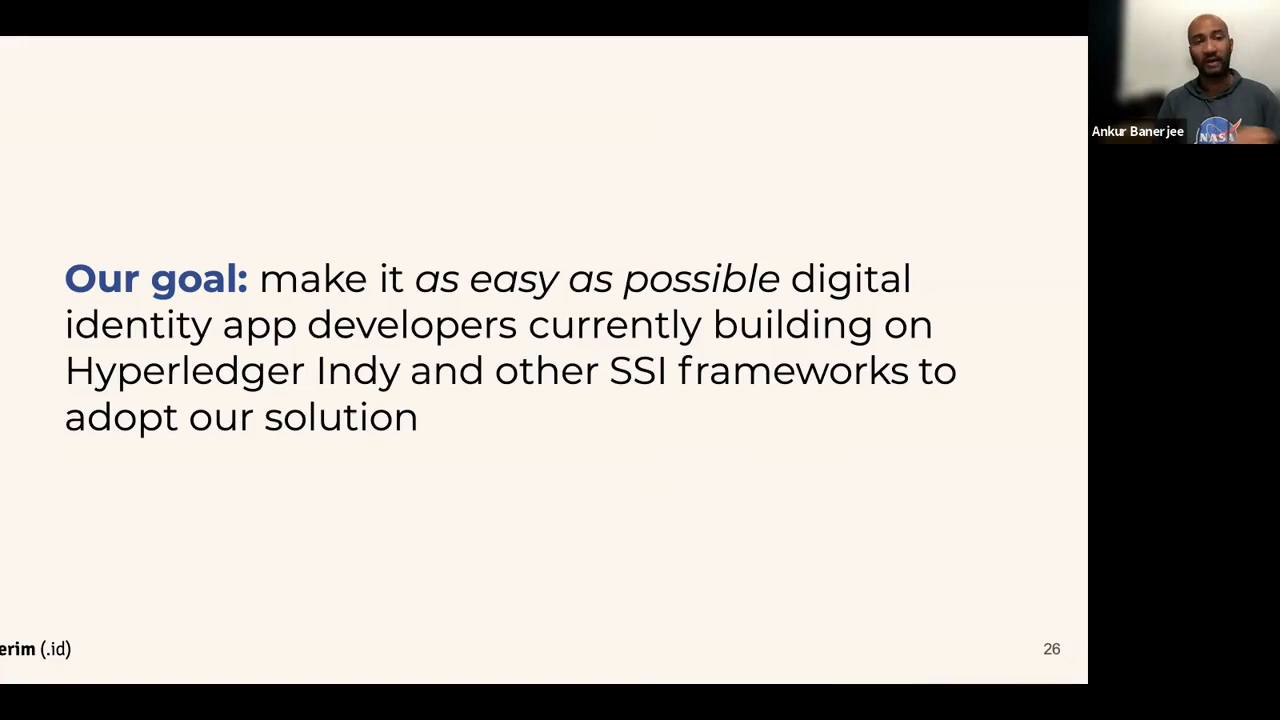 Our goal: make it as easy as possible digital
identity app developers currently building on
Hyperledger Indy and other SSI frameworks to
adopt our solution
erim (.id)
26
Ankur Banerjee
NASA